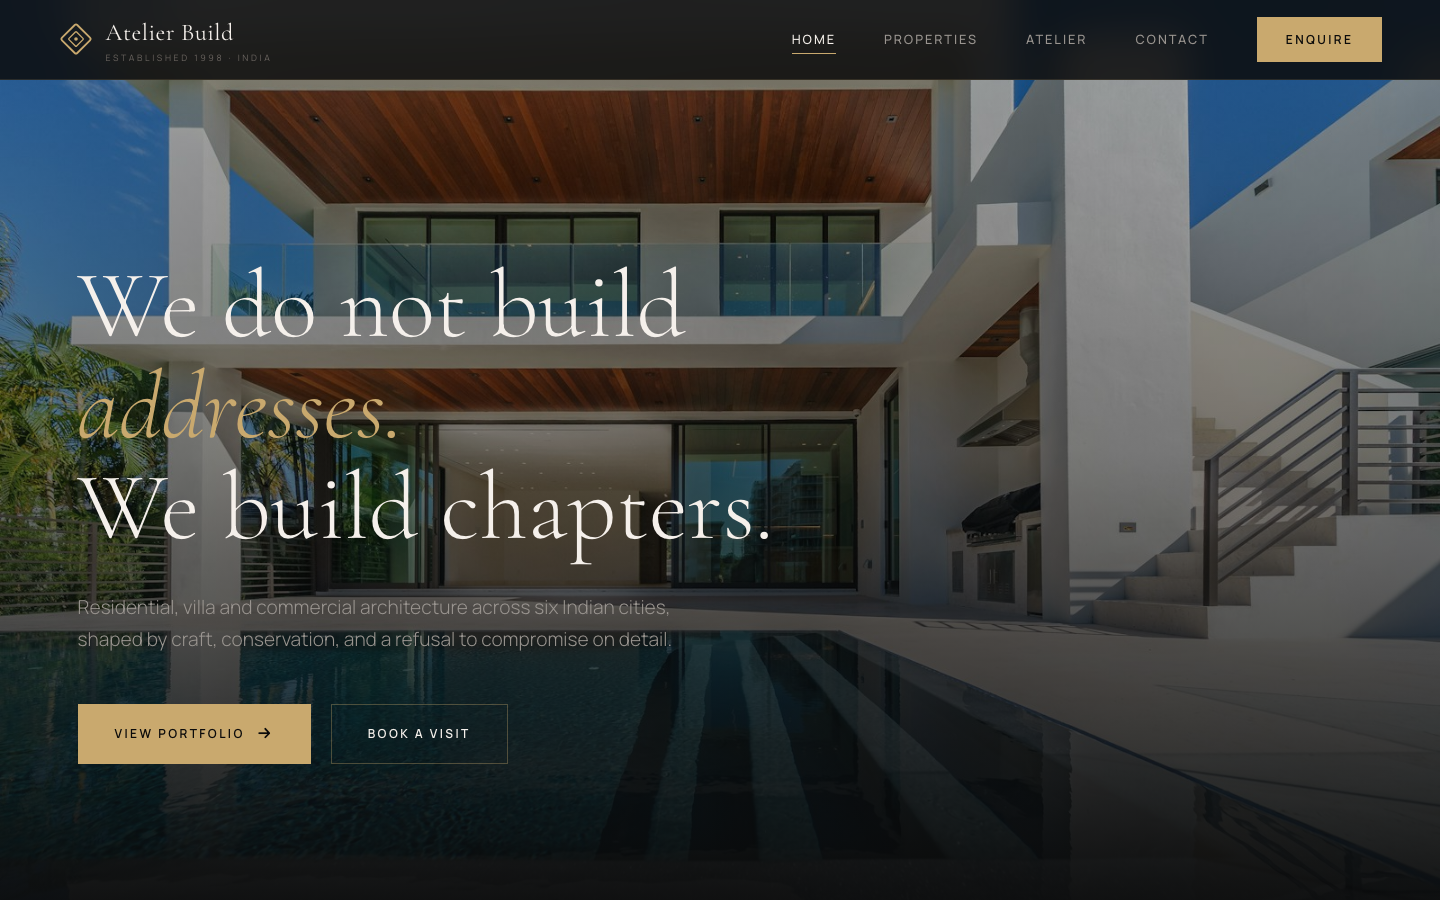 Atelier Build
ESTABLISHED 1998 · INDIA
HOME
PROPERTIES
ATELIER
CONTACT
ENQUIRE
We do not build
addresses.
We build chapters.
Residential, villa and commercial architecture across six Indian cities,
shaped by craft, conservation, and a refusal to compromise on detail.
VIEW PORTFOLIO →
BOOK A VISIT